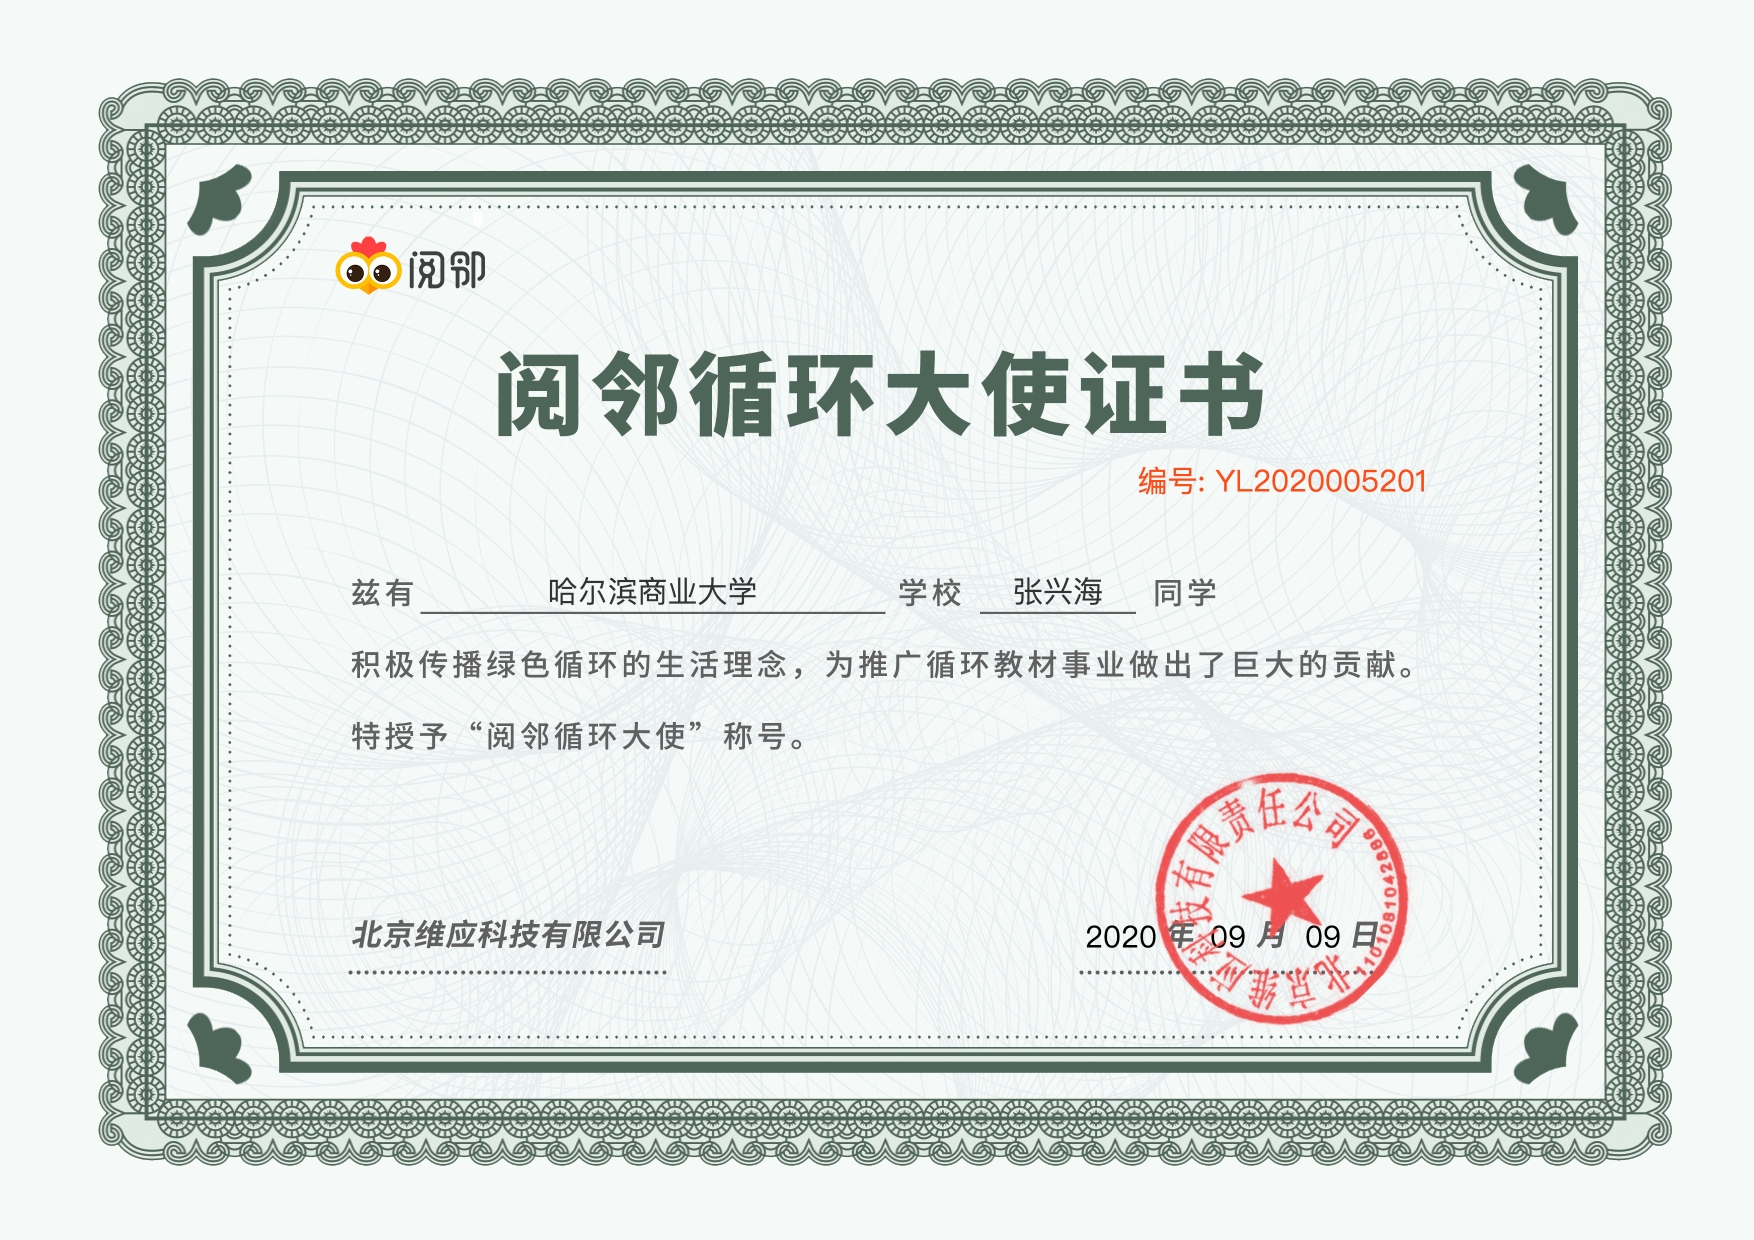 阅邻
阅邻循环大使证书
编号: YL2020005201
兹有 哈尔滨商业大学 学校 张兴海 同学
积极传播绿色循环的生活理念，为推广循环教材事业做出了巨大的贡献。
特授予“阅邻循环大使”称号。
北京维应科技有限公司
2020 年 09 月 09 日
北京维应科技有限责任公司